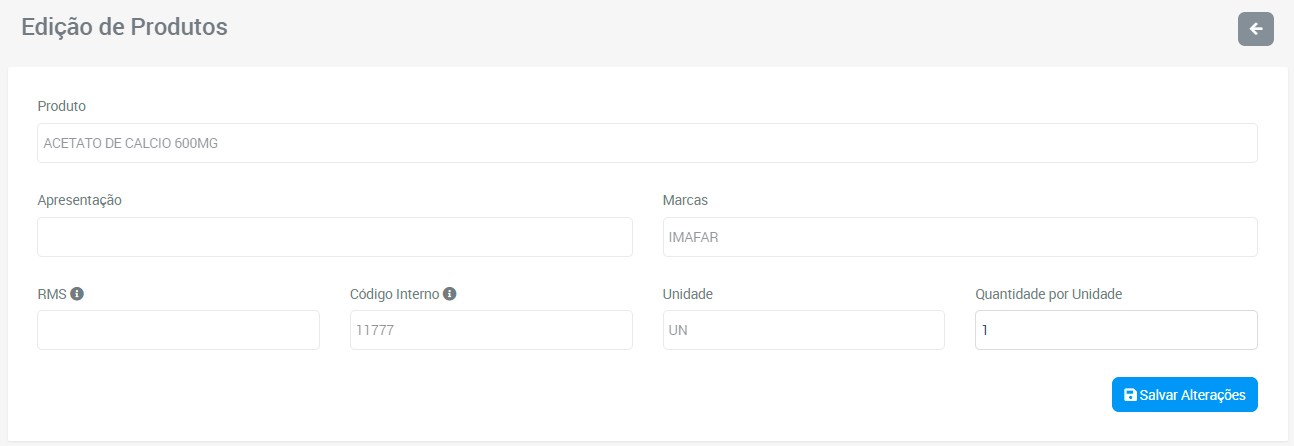 Edição de Produtos
Produto
ACETATO DE CALCIO 600MG
Apresentação
Marcas
IMAFAR
RMS
Código Interno
Unidade
Quantidade por Unidade
11777
UN
1
Salvar Alterações